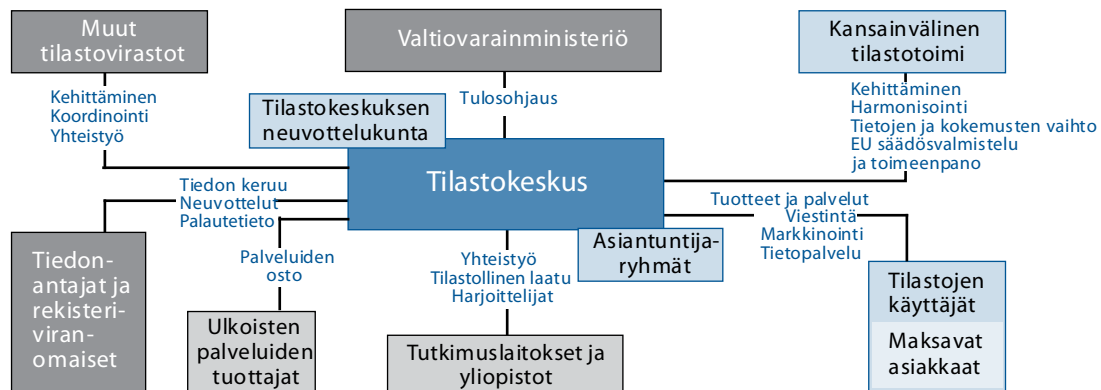 Muut
tilastovirastot
Valtiovarainministeriö
Kansainvälinen
tilastotoimi
Kehittäminen
Koordinointi
Yhteistyö
Tilastokeskuksen
neuvottelukunta
Tulosohjaus
Kehittäminen
Harmonisointi
Tietojen ja kokemusten vaihto
EU säädösvalmistelu
ja toimeenpano
Tilastokeskus
Tiedon keruu
Neuvottelut
Palautetieto
Tuotteet ja palvelut
Viestintä
Markkinointi
Tietopalvelu
Tiedon-
antajat ja
rekisteri-
viran-
omaiset
Palveluiden
osto
Yhteistyö
Tilastollinen laatu
Harjoittelijat
Asiantuntija-
ryhmät
Ulkoisten
palveluiden
tuottajat
Tutkimuslaitokset ja
yliopistot
Tilastojen
käyttäjät
Maksavat
asiakkaat